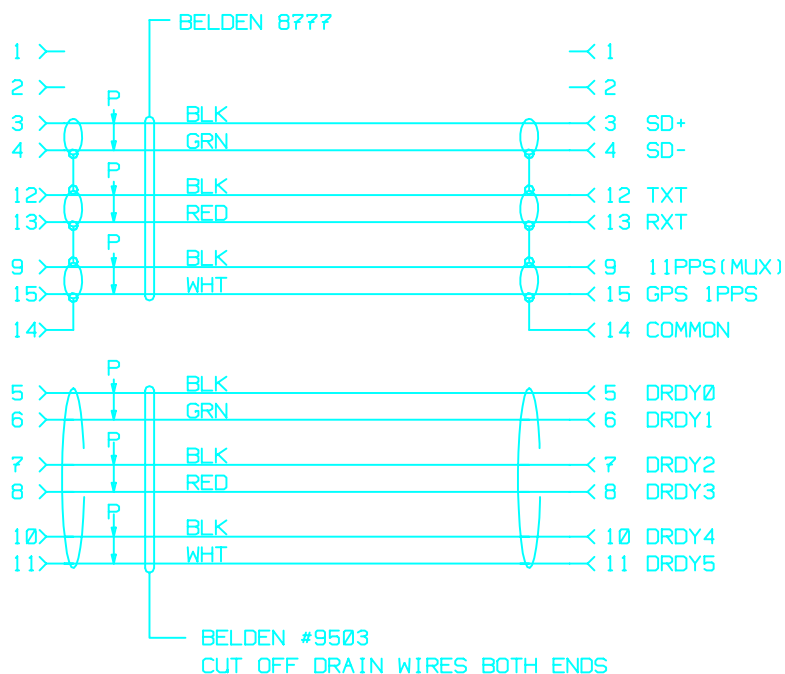 BELDEN 8777
1 1
2 2
P
BLK
3 3 SD+
GRN
4 4 SD-
P
BLK
12 12 TXT
RED
13 13 RXT
P
BLK
9 9 11PPS(MUX)
WHT
15 15 GPS 1PPS
14 14 COMMON
P
BLK
5 5 DRDY0
GRN
6 6 DRDY1
P
BLK
7 7 DRDY2
RED
8 8 DRDY3
P
BLK
10 10 DRDY4
WHT
11 11 DRDY5
BELDEN #9503
CUT OFF DRAIN WIRES BOTH ENDS